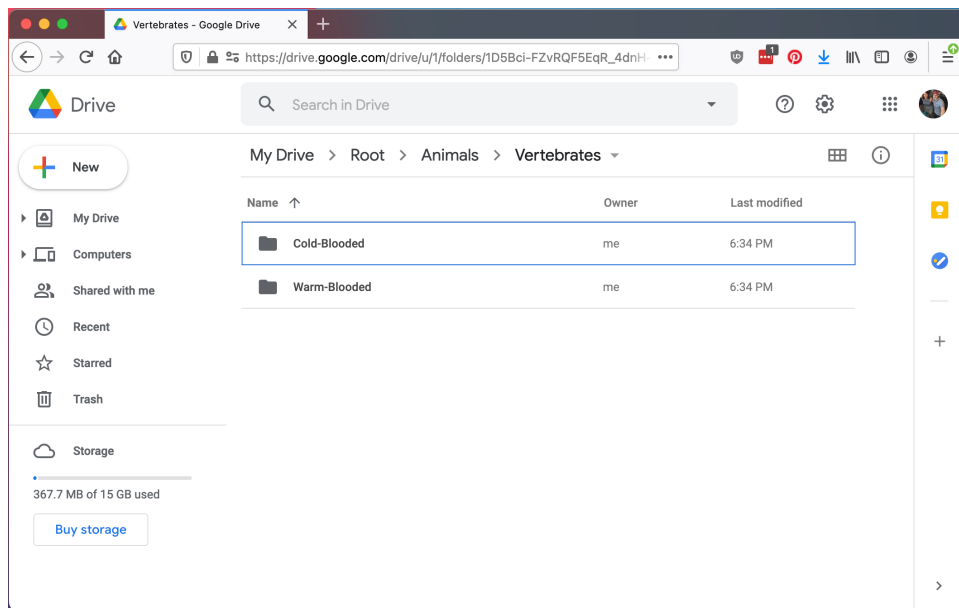 Vertebrates - Google Drive
https://drive.google.com/drive/u/1/folders/1D5Bci-FZvRQF5EqR_4dnH-
1
Drive
Search in Drive
New
My Drive > Root > Animals > Vertebrates
31
Name Owner Last modified
My Drive
Cold-Blooded me 6:34 PM
Computers
Warm-Blooded me 6:34 PM
Shared with me
Recent
Starred
Trash
Storage
367.7 MB of 15 GB used
Buy storage